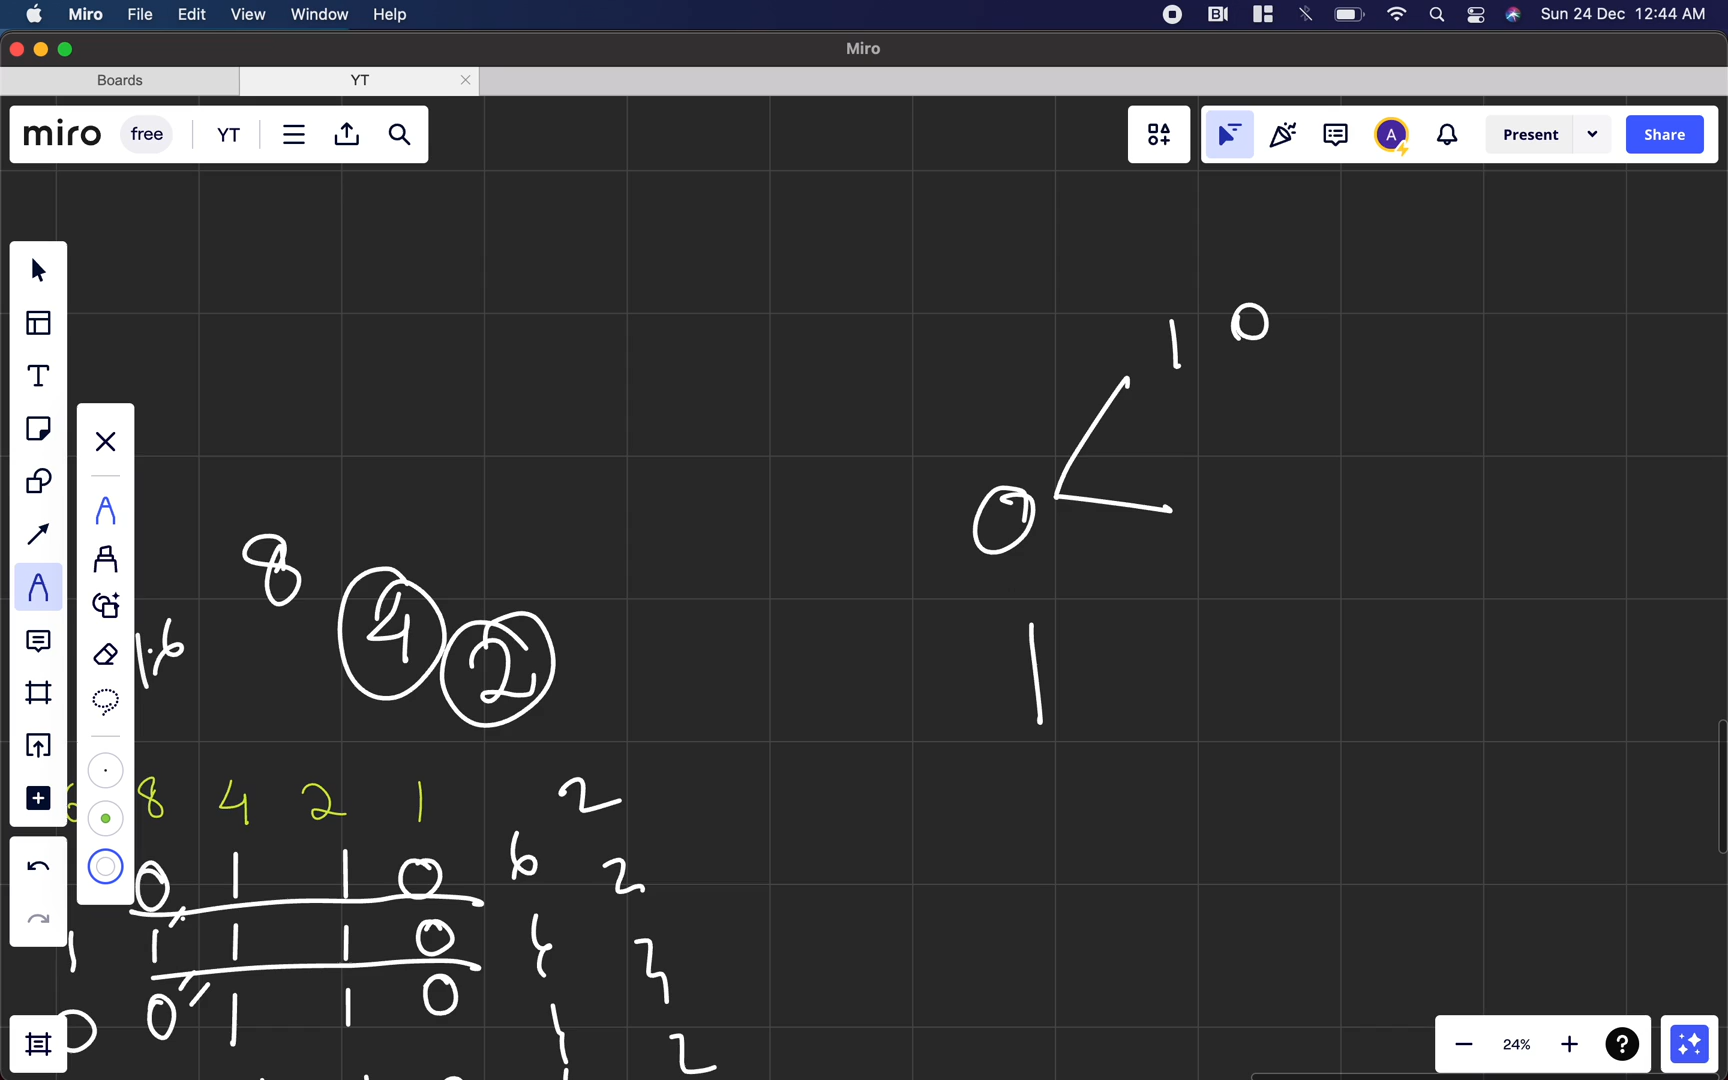 Miro File Edit View Window Help Sun 24 Dec 12:44 AM
Miro
Boards YT
miro free YT A Present Share
1 0
0
8
4
2
6
1
8 4 2 1 2
0 1 1 0 6 2
1 1 1 1 0
0 0 1 1 0 2
24% ?